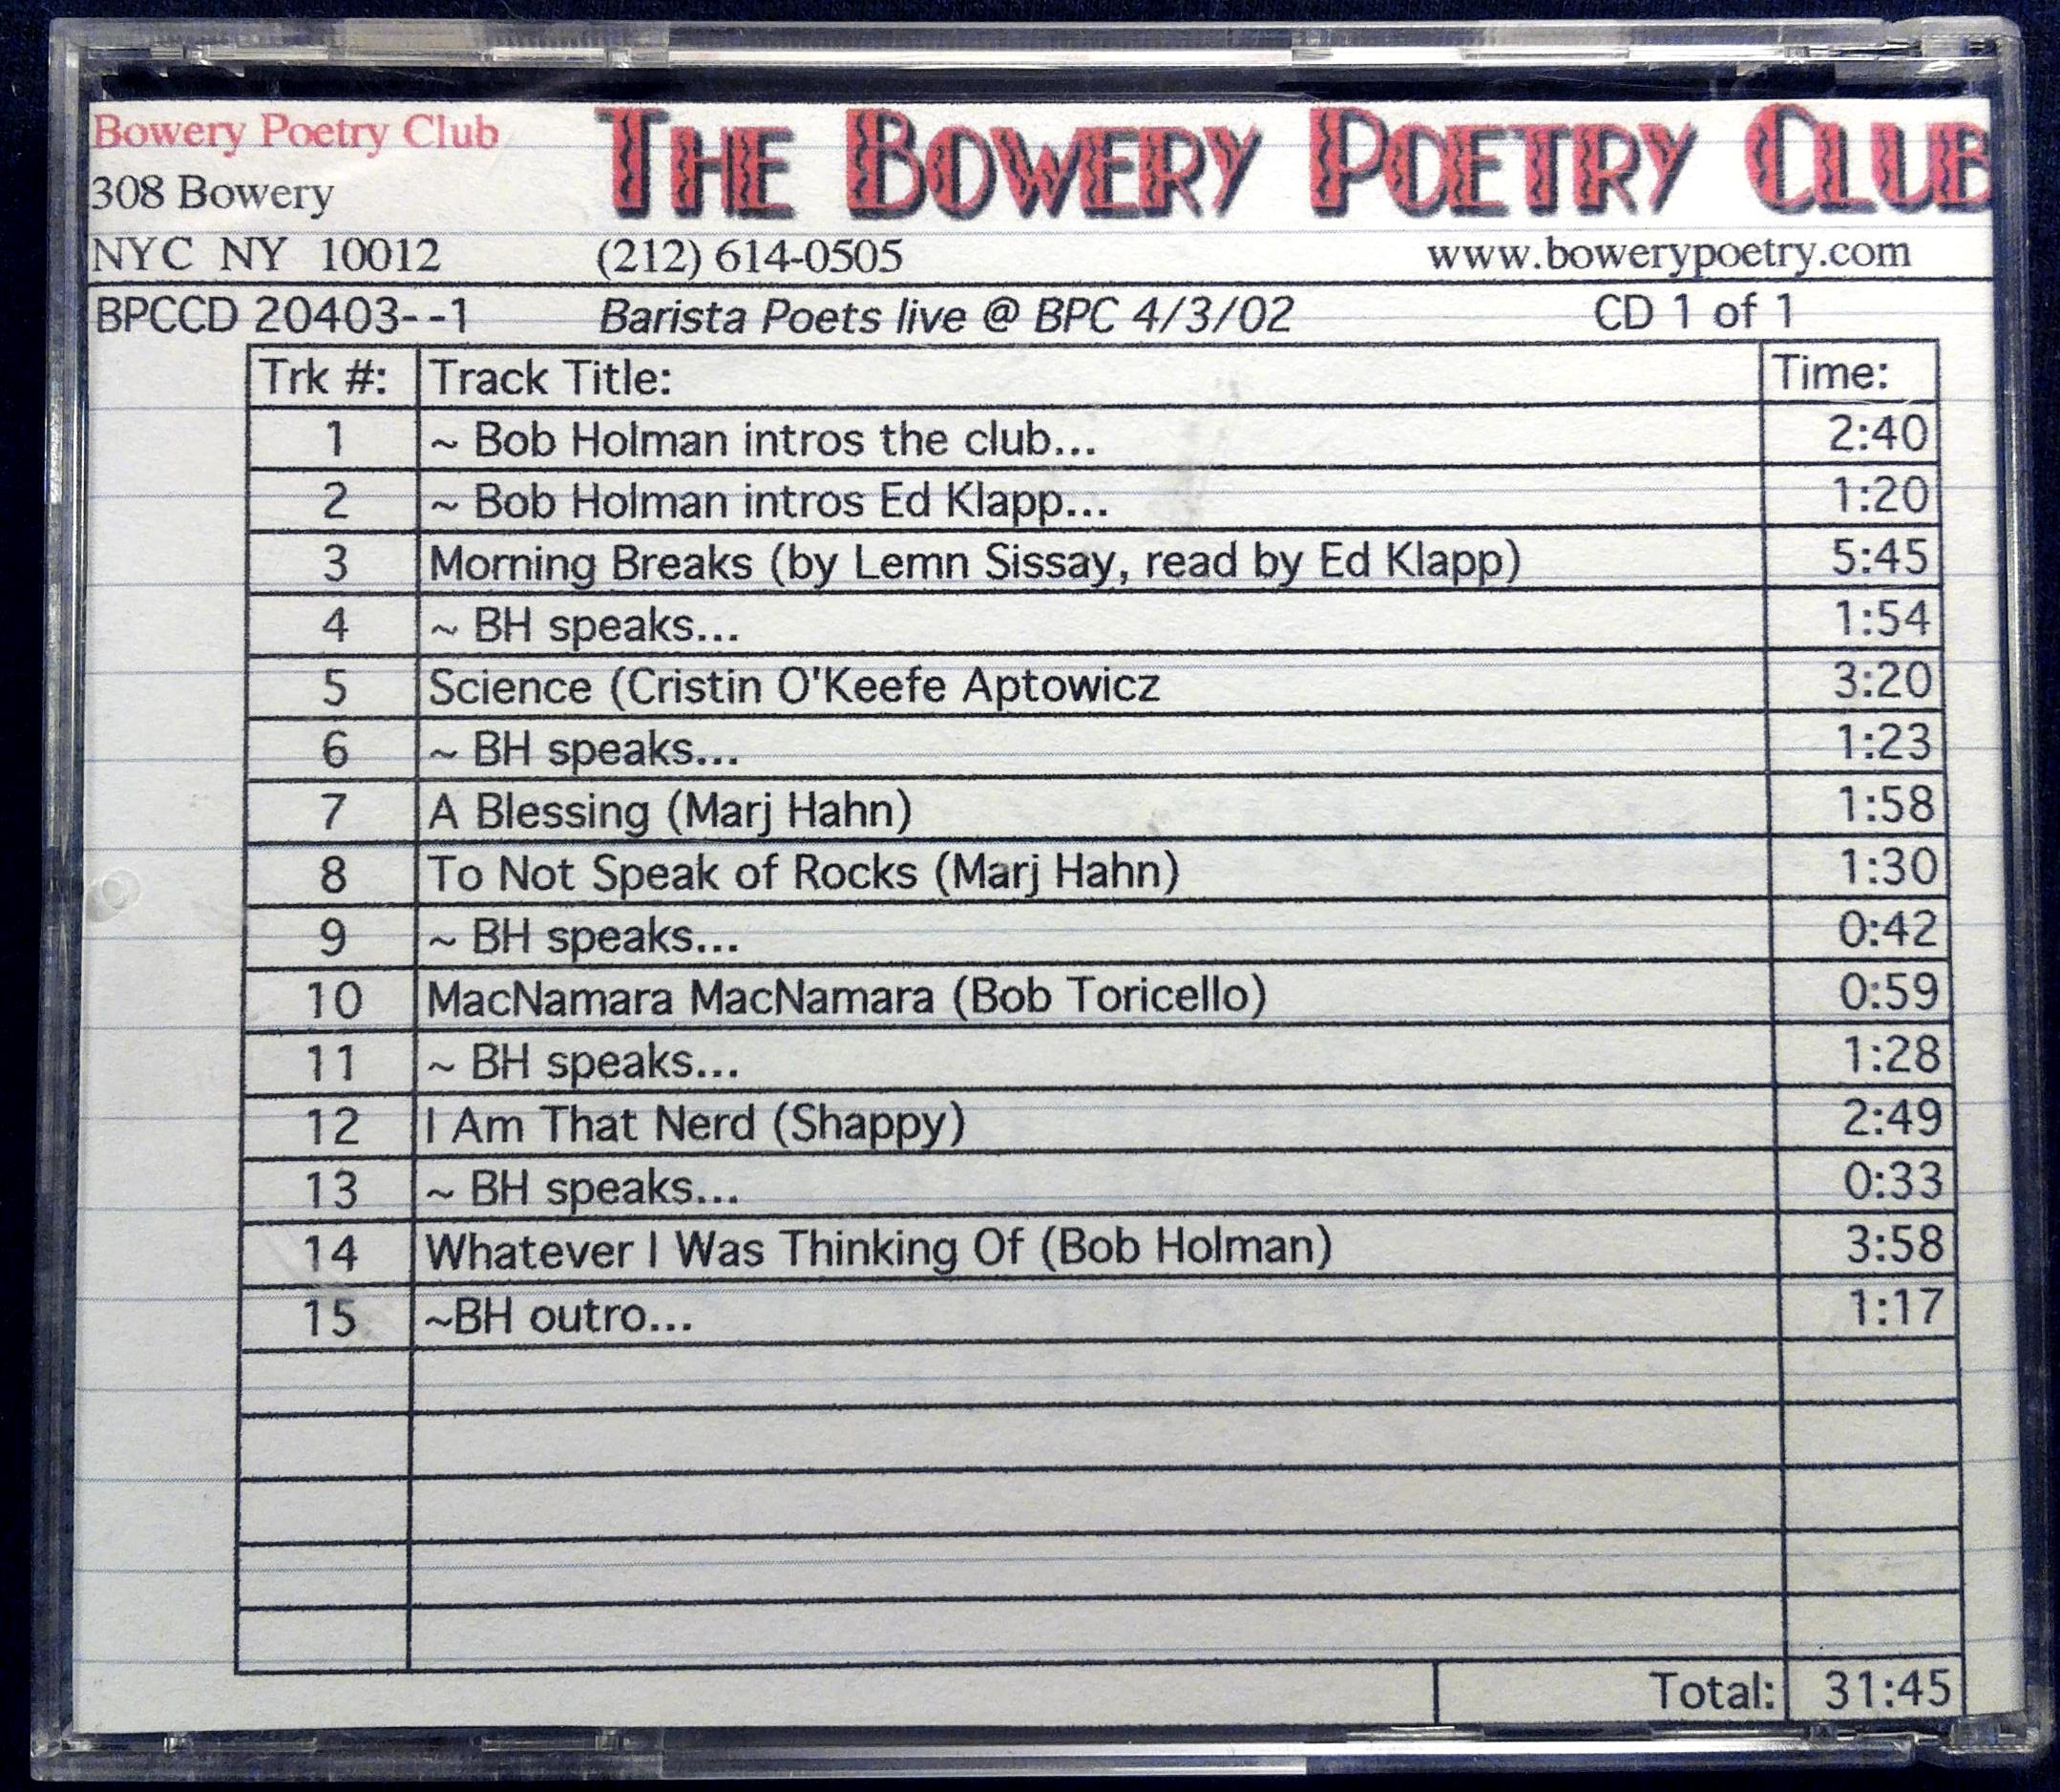 Bowery Poetry Club THE BOWERY POETRY CLUB
308 Bowery
NYC NY 10012 (212) 614-0505 www.bowerypoetry.com
BPCCD 20403--1 Barista Poets live @ BPC 4/3/02 CD 1 of 1
Trk #: Track Title: Time:
1 ~ Bob Holman intros the club... 2:40
2 ~ Bob Holman intros Ed Klapp... 1:20
3 Morning Breaks (by Lemn Sissay, read by Ed Klapp) 5:45
4 ~ BH speaks... 1:54
5 Science (Cristin O'Keefe Aptowicz 3:20
6 ~ BH speaks... 1:23
7 A Blessing (Marj Hahn) 1:58
8 To Not Speak of Rocks (Marj Hahn) 1:30
9 ~ BH speaks... 0:42
10 MacNamara MacNamara (Bob Toricello) 0:59
11 ~ BH speaks... 1:28
12 I Am That Nerd (Shappy) 2:49
13 ~ BH speaks... 0:33
14 Whatever I Was Thinking Of (Bob Holman) 3:58
15 ~BH outro... 1:17
Total: 31:45